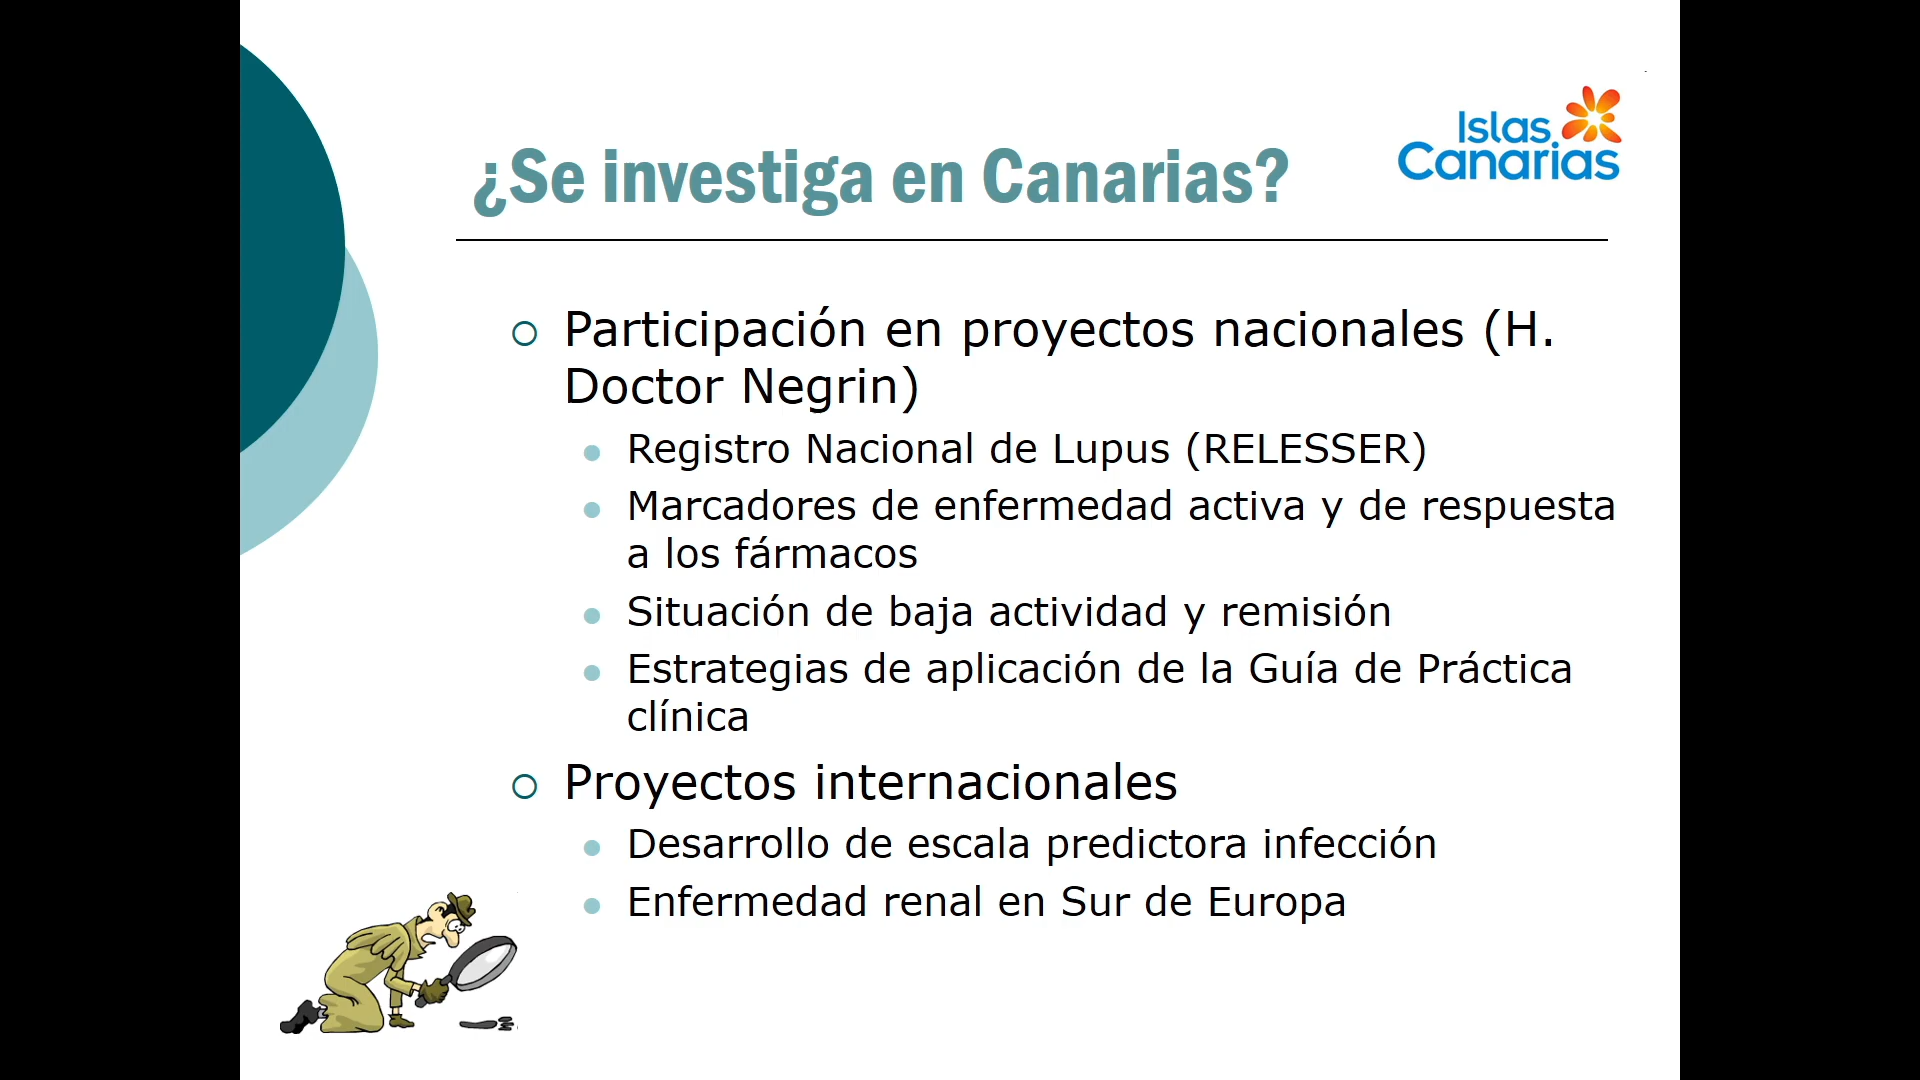 Islas
Canarias
¿Se investiga en Canarias?
Participación en proyectos nacionales (H.
Doctor Negrin)
Registro Nacional de Lupus (RELESSER)
Marcadores de enfermedad activa y de respuesta
a los fármacos
Situación de baja actividad y remisión
Estrategias de aplicación de la Guía de Práctica
clínica
Proyectos internacionales
Desarrollo de escala predictora infección
Enfermedad renal en Sur de Europa